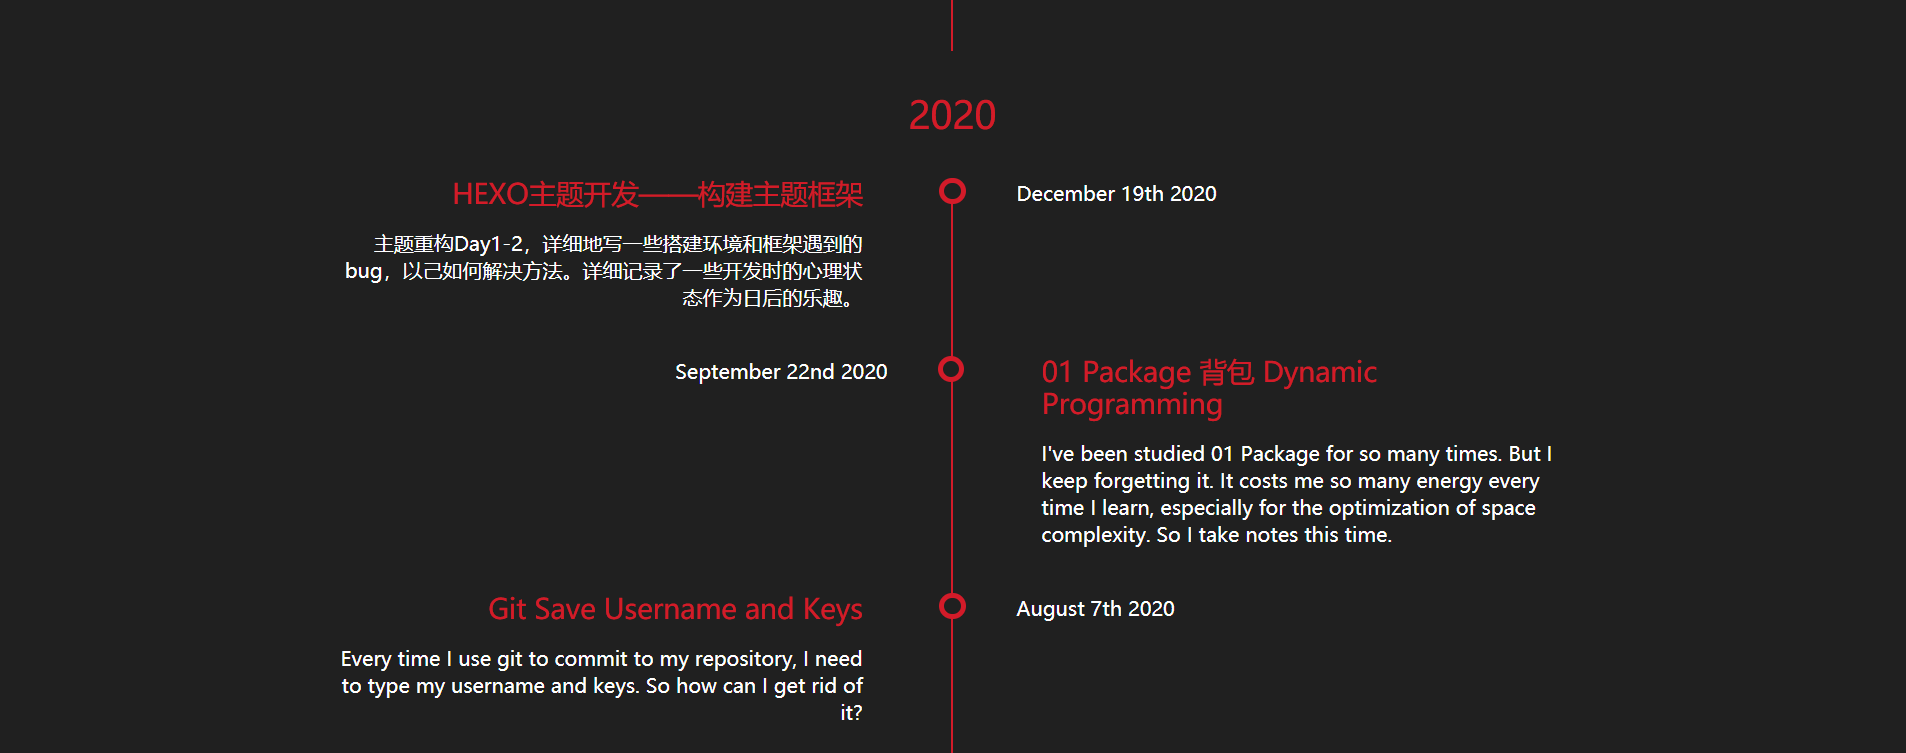 2020
HEXO主题开发——构建主题框架
December 19th 2020
主题重构Day1-2，详细地写一些搭建环境和框架遇到的
bug，以己如何解决方法。详细记录了一些开发时的心理状
态作为日后的乐趣。
September 22nd 2020
01 Package 背包 Dynamic
Programming
I've been studied 01 Package for so many times. But I
keep forgetting it. It costs me so many energy every
time I learn, especially for the optimization of space
complexity. So I take notes this time.
Git Save Username and Keys
August 7th 2020
Every time I use git to commit to my repository, I need
to type my username and keys. So how can I get rid of
it?